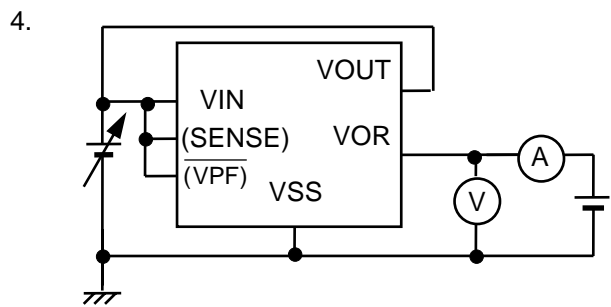 4.
VOUT
VIN
(SENSE)
VOR
A
(VPF)
V
VSS